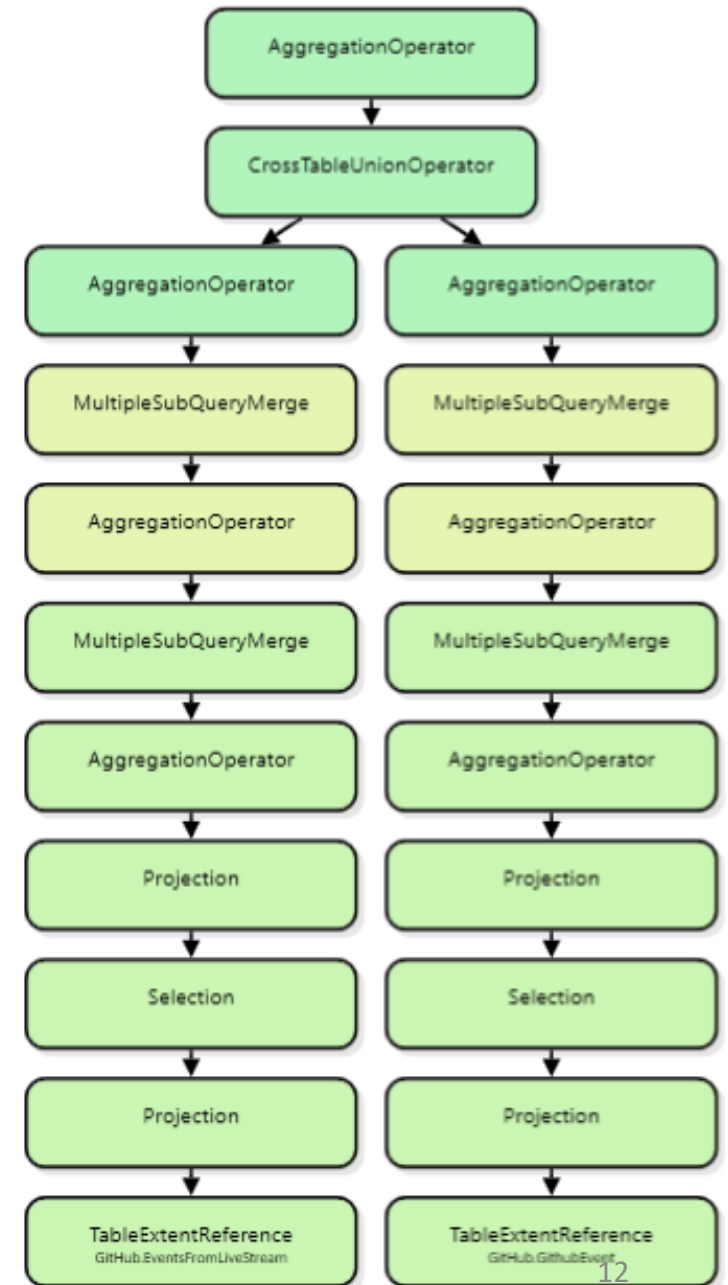 AggregationOperator
CrossTableUnionOperator
AggregationOperator AggregationOperator
MultipleSubQueryMerge MultipleSubQueryMerge
AggregationOperator AggregationOperator
MultipleSubQueryMerge MultipleSubQueryMerge
AggregationOperator AggregationOperator
Projection Projection
Selection Selection
Projection Projection
TableExtentReference TableExtentReference
GitHub.EventsFromLiveStream GitHub.GithubEvent
12